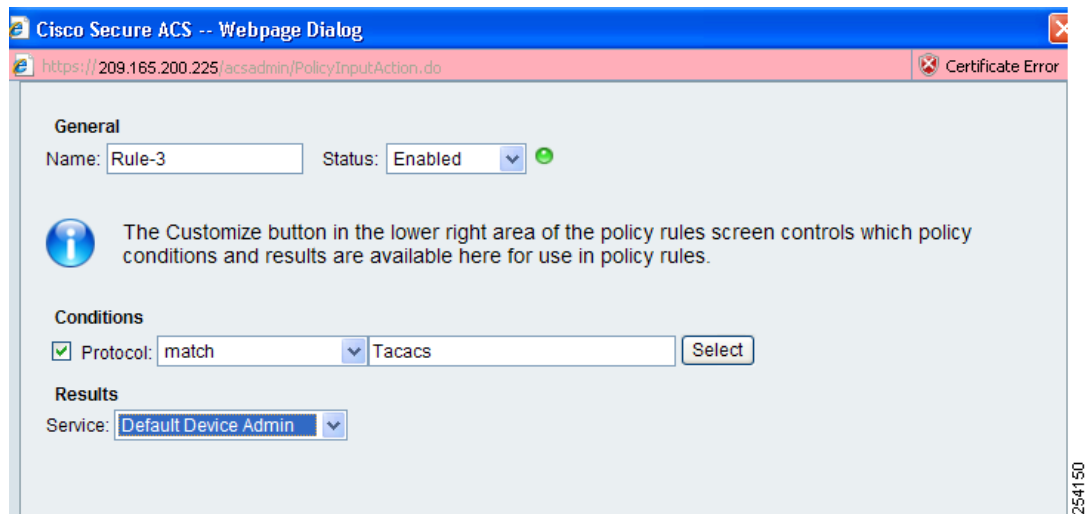 Cisco Secure ACS -- Webpage Dialog
https://209.165.200.225/acsadmin/PolicyInputAction.do Certificate Error
General
Name: Rule-3 Status: Enabled
The Customize button in the lower right area of the policy rules screen controls which policy
conditions and results are available here for use in policy rules.
Conditions
Protocol: match Tacacs Select
Results
Service: Default Device Admin
254150